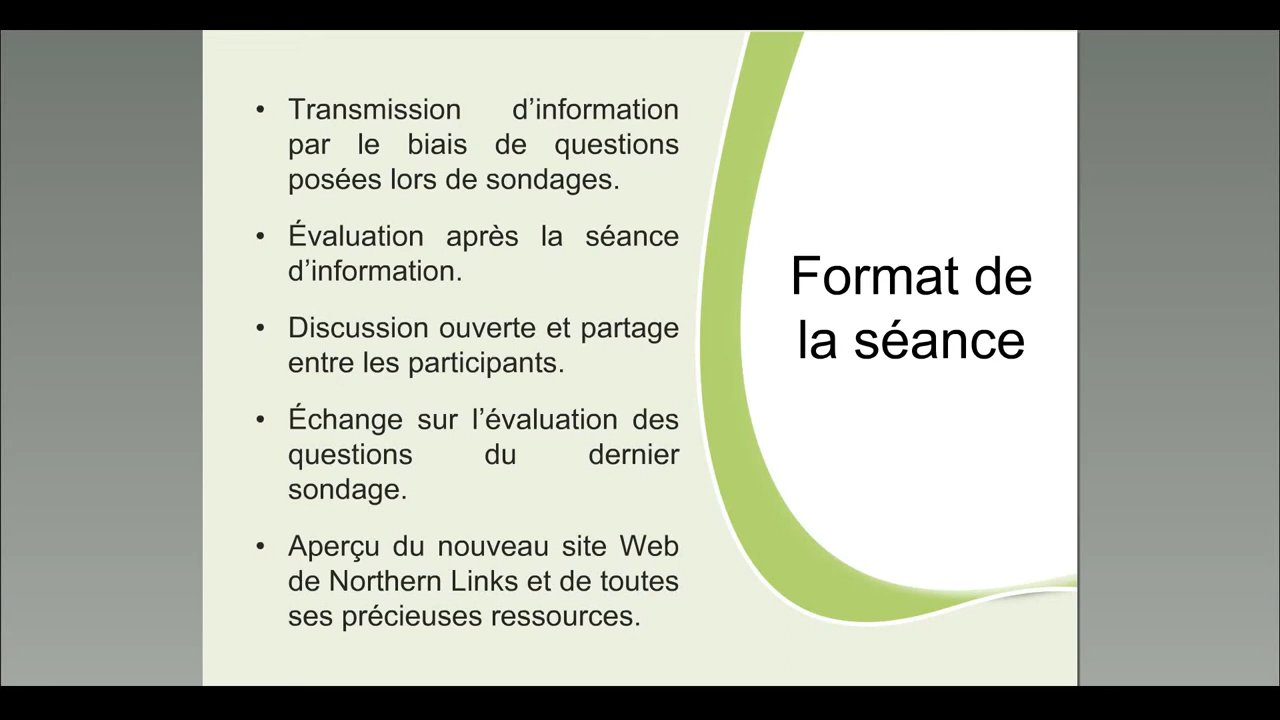 • Transmission d’information
par le biais de questions
posées lors de sondages.
• Évaluation après la séance
d’information.
• Discussion ouverte et partage
entre les participants.
• Échange sur l’évaluation des
questions du dernier
sondage.
• Aperçu du nouveau site Web
de Northern Links et de toutes
ses précieuses ressources.
Format de
la séance